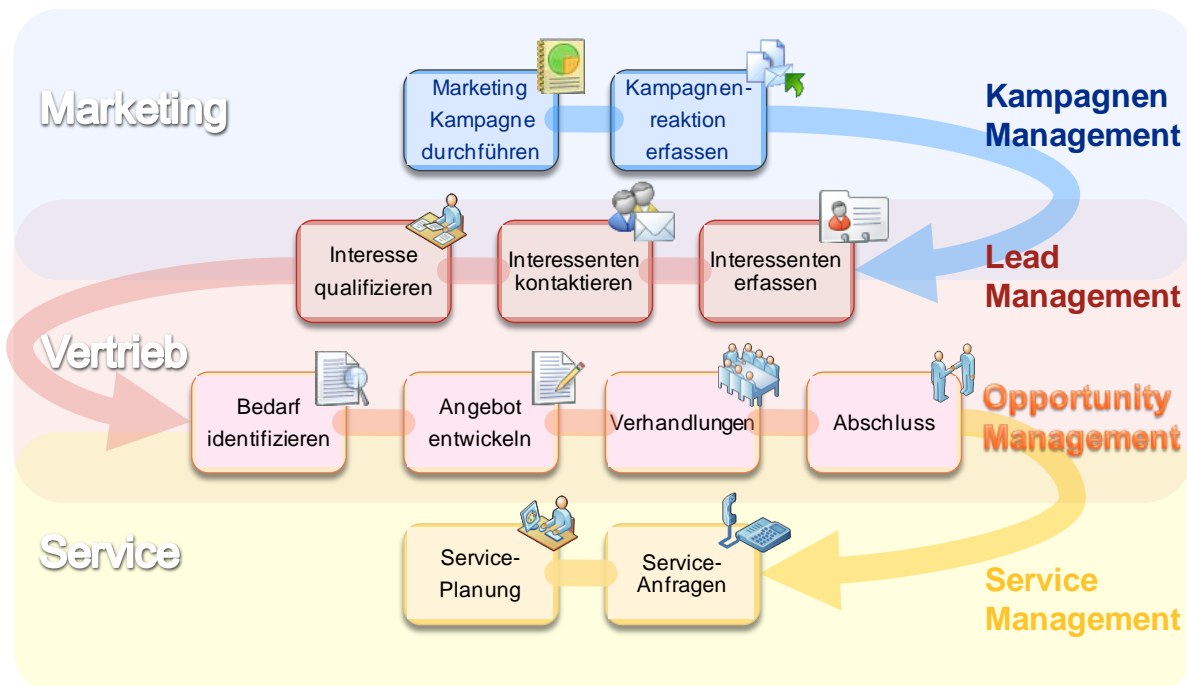 Marketing
Marketing
Kampagne
durchführen
Kampagnen-
reaktion
erfassen
Kampagnen
Management
Interesse
qualifizieren
Interessenten
kontaktieren
Interessenten
erfassen
Lead
Management
Vertrieb
Bedarf
identifizieren
Angebot
entwickeln
Verhandlungen
Abschluss
Opportunity
Management
Service
Service-
Planung
Service-
Anfragen
Service
Management